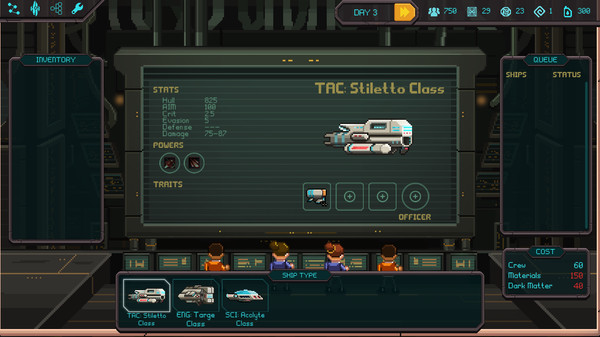 DAY 3
750
29
23
1
300
INVENTORY
TAC: Stiletto Class
STATS
Hull 825
AIM 100
Crit 25
Evasion 5
Defense ---
Damage 75-87
POWERS
TRAITS
OFFICER
QUEUE
SHIPS STATUS
COST
Crew 60
Materials 150
Dark Matter 40
SHIP TYPE
TAC: Stiletto Class
ENG: Targe Class
SCI: Acolyte Class